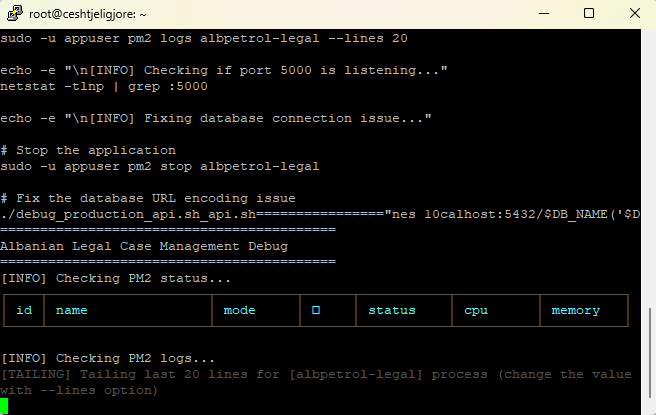 root@ceshtjeligjore: ~
sudo -u appuser pm2 logs albpetrol-legal --lines 20
echo -e "\n[INFO] Checking if port 5000 is listening..."
netstat -tlnp | grep :5000
echo -e "\n[INFO] Fixing database connection issue..."
# Stop the application
sudo -u appuser pm2 stop albpetrol-legal
# Fix the database URL encoding issue
./debug_production_api.sh_api.sh================"nes l0calhost:5432/$DB_NAME('$D
==========================================
Albanian Legal Case Management Debug
==========================================
[INFO] Checking PM2 status...
id name mode status cpu memory
[INFO] Checking PM2 logs...
[TAILING] Tailing last 20 lines for [albpetrol-legal] process (change the value
with --lines option)